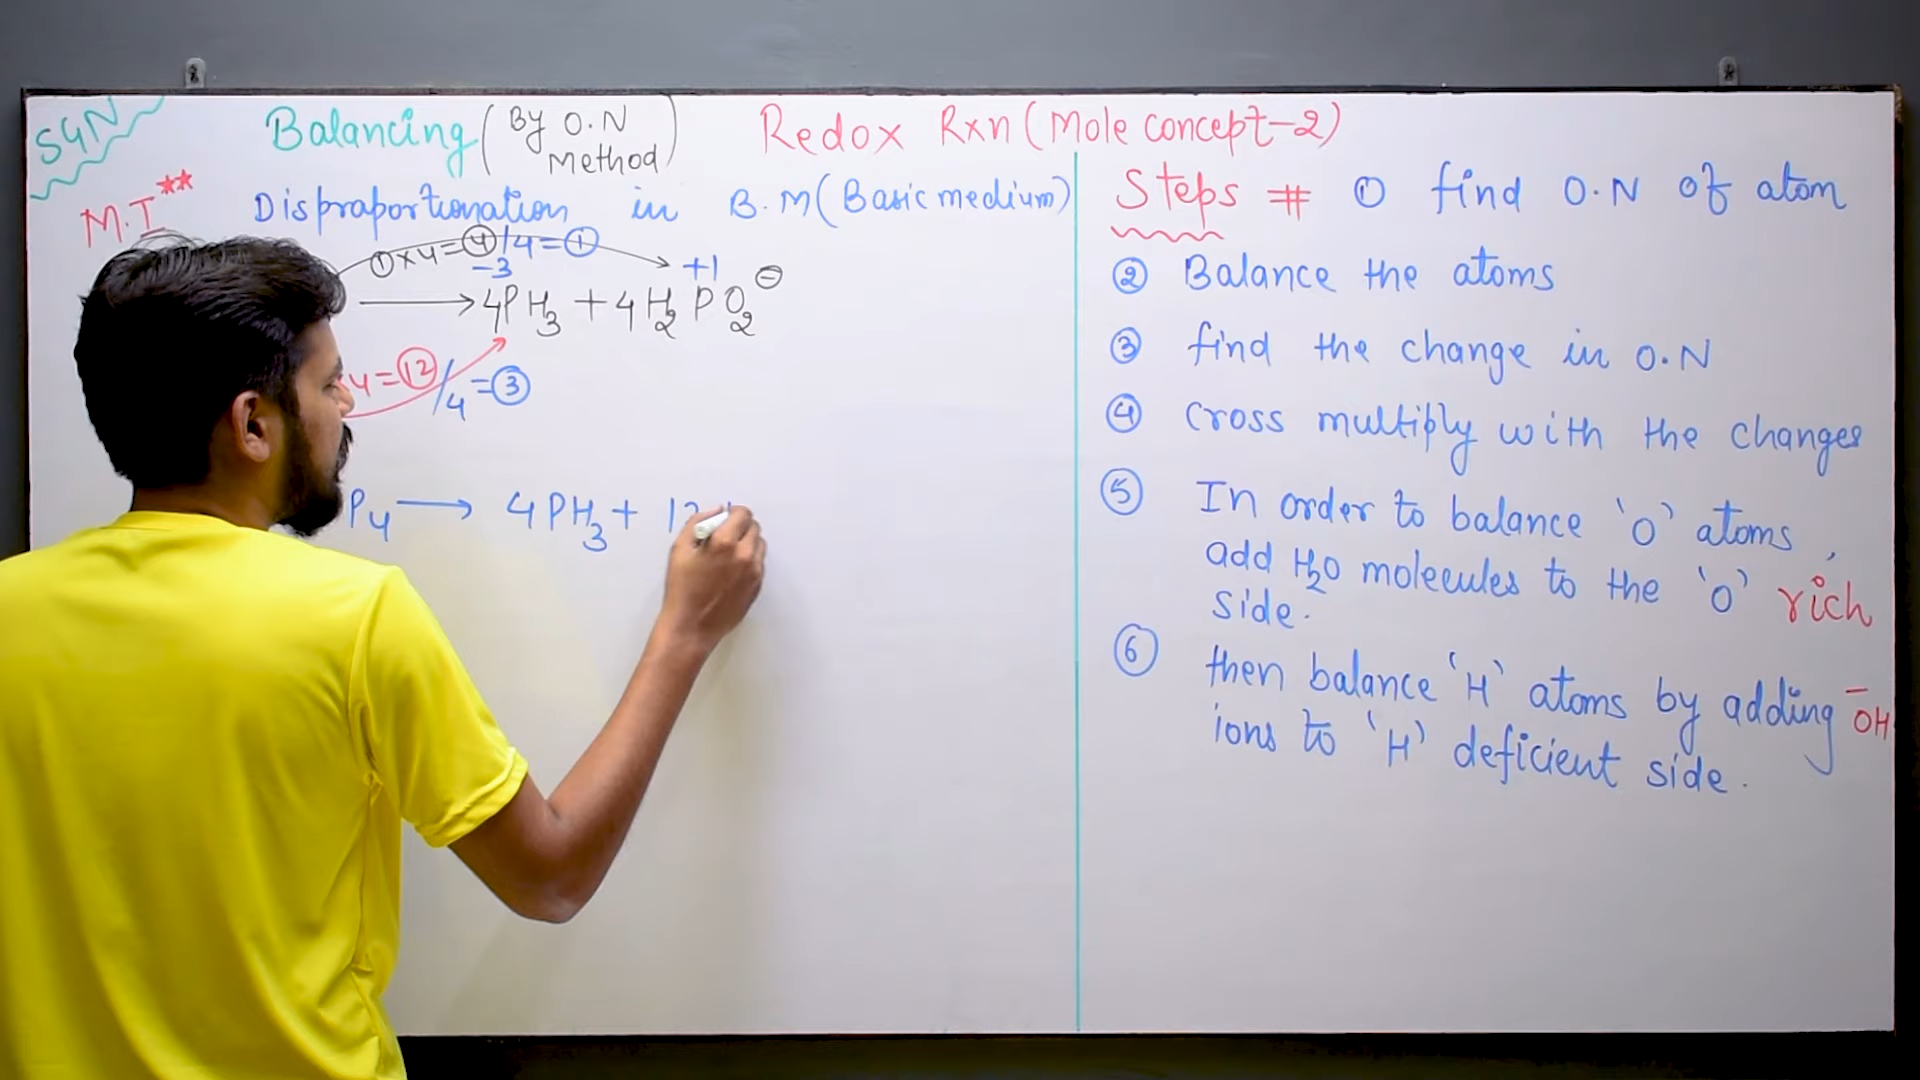 SGN
Balancing (By O.N Method) Redox Rxn (Mole concept-2)
M.I**
Dispraportionation in B.M (Basic medium)
①×4=④/4=①
-3 +1
→ 4PH₃ + 4H₂PO₂⊖
×4=⑫/4=③
P₄ → 4PH₃ + 12
Steps # ① find O.N of atom
② Balance the atoms
③ find the change in O.N
④ cross multiply with the changes
⑤ In order to balance 'O' atoms,
add H₂O molecules to the 'O' rich
side.
⑥ then balance 'H' atoms by adding ⁻OH
ions to 'H' deficient side.